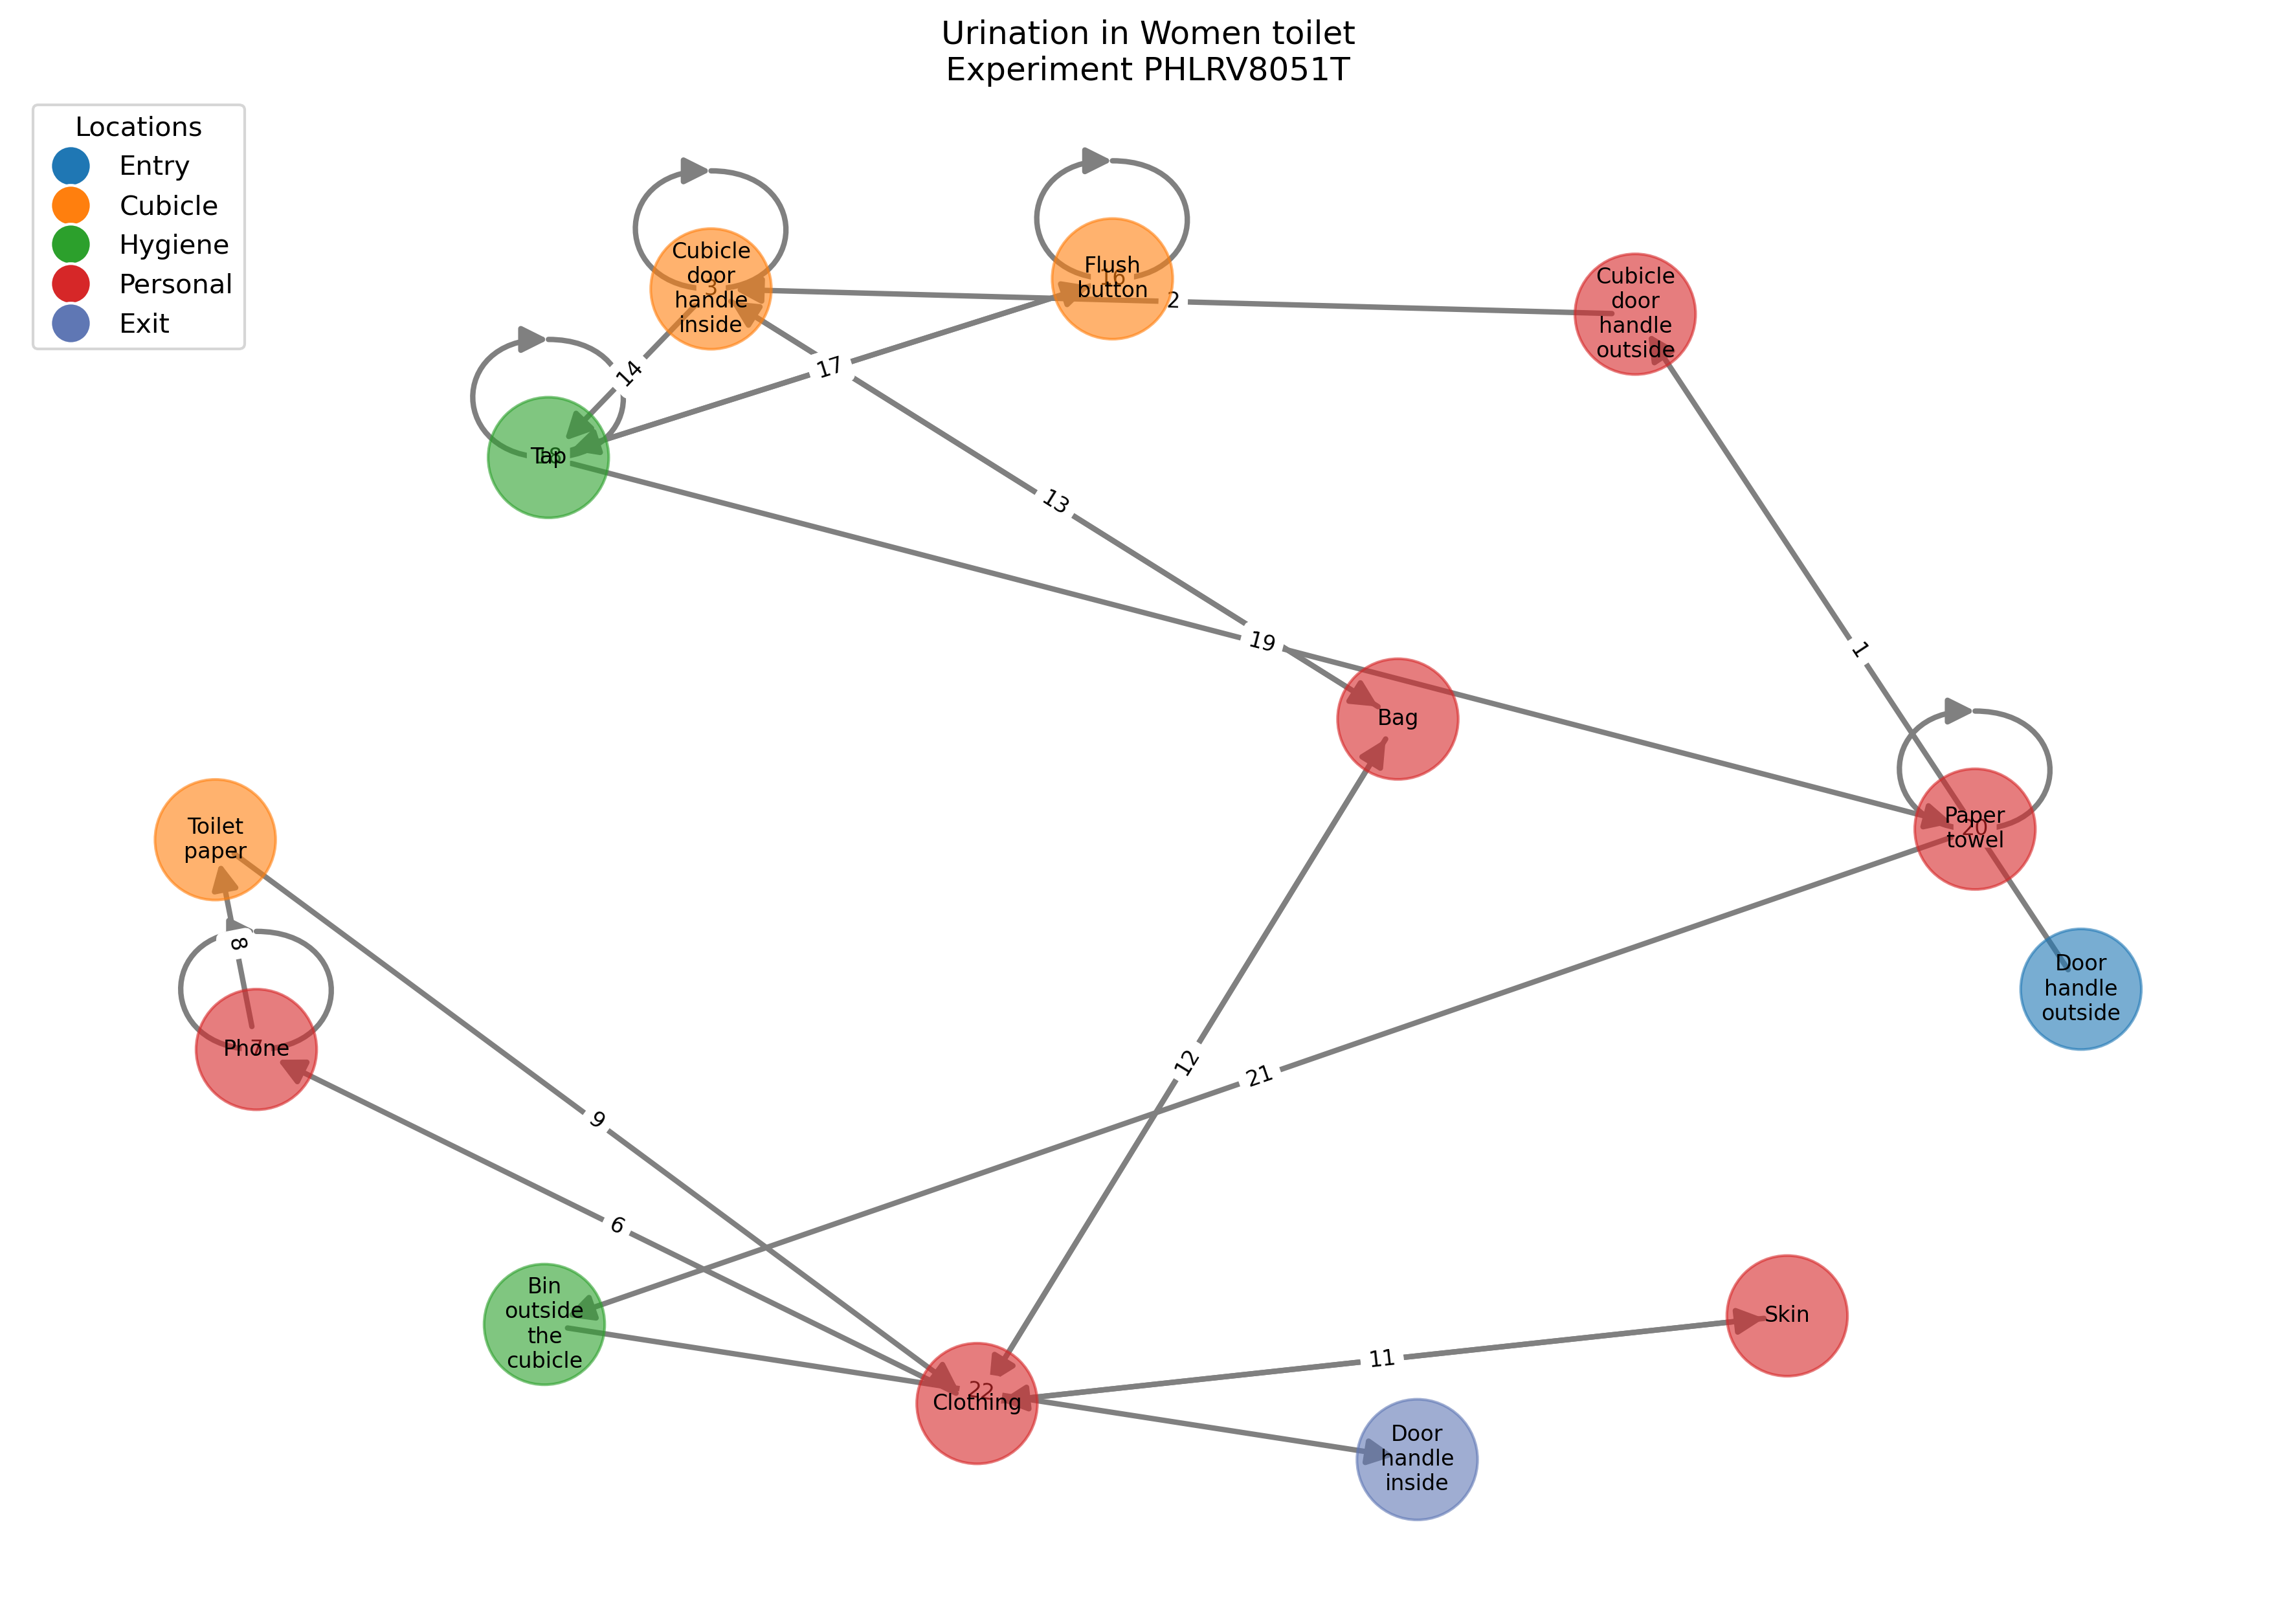 Urination in Women toilet
Experiment PHLRV8051T
Locations
Entry
Cubicle
Hygiene
Personal
Exit
Cubicle
door
handle
inside
3
Flush
button
16
Cubicle
door
handle
outside
2
17
14
Tap
13
19
1
Bag
Paper
towel
20
Toilet
paper
8
Door
handle
outside
Phone
7
12
21
9
6
Bin
outside
the
cubicle
Skin
11
22
Clothing
Door
handle
inside